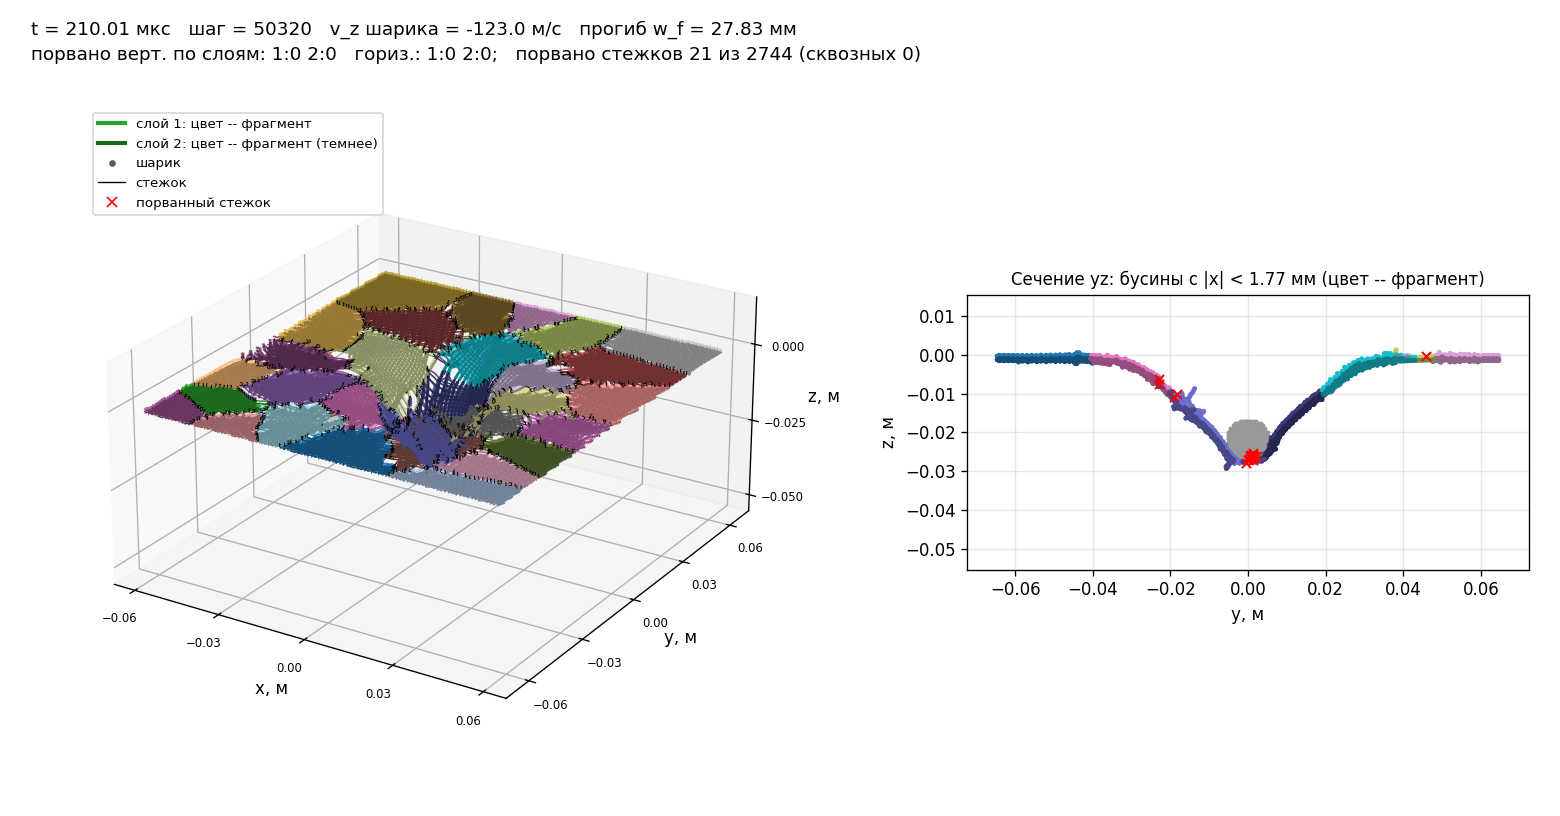 t = 210.01 мкс   шаг = 50320   v_z шарика = -123.0 м/с   прогиб w_f = 27.83 мм
порвано верт. по слоям: 1:0 2:0   гориз.: 1:0 2:0;   порвано стежков 21 из 2744 (сквозных 0)
слой 1: цвет -- фрагмент
слой 2: цвет -- фрагмент (темнее)
шарик
стежок
порванный стежок
0.000
z, м
−0.025
−0.050
0.06
0.03
0.00
y, м
−0.03
−0.06
−0.06
−0.03
0.00
x, м
0.03
0.06
Сечение yz: бусины с |x| < 1.77 мм (цвет -- фрагмент)
0.01
0.00
−0.01
−0.02
z, м
−0.03
−0.04
−0.05
−0.06 −0.04 −0.02 0.00 0.02 0.04 0.06
y, м